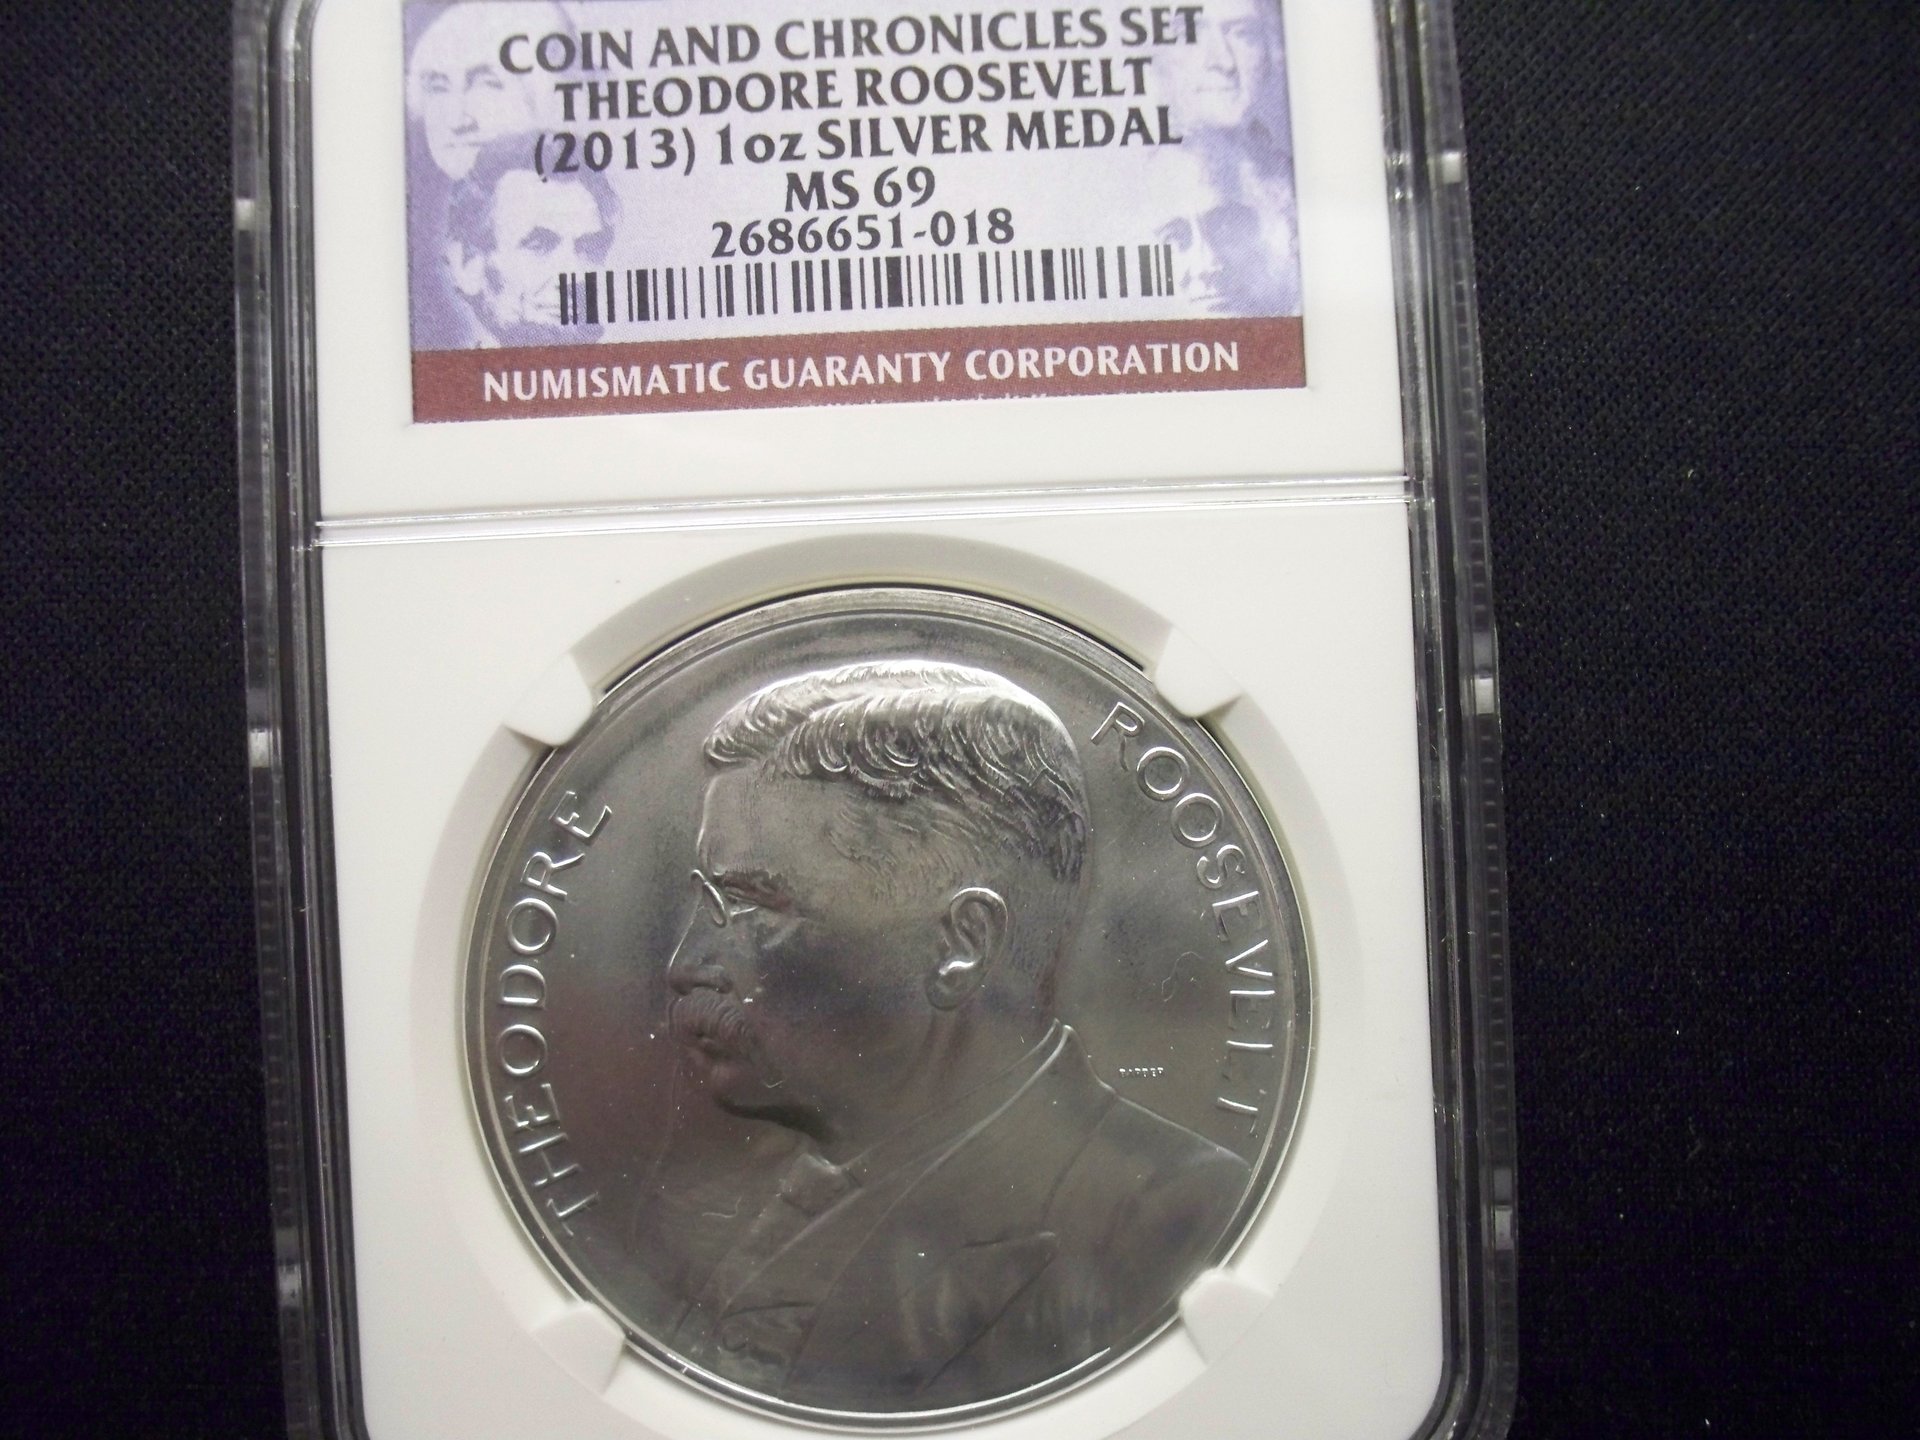 COIN AND CHRONICLES SET
THEODORE ROOSEVELT
(2013) 1oz SILVER MEDAL
MS 69
2686651-018
NUMISMATIC GUARANTY CORPORATION
THEODORE
ROOSEVELT
BARBER